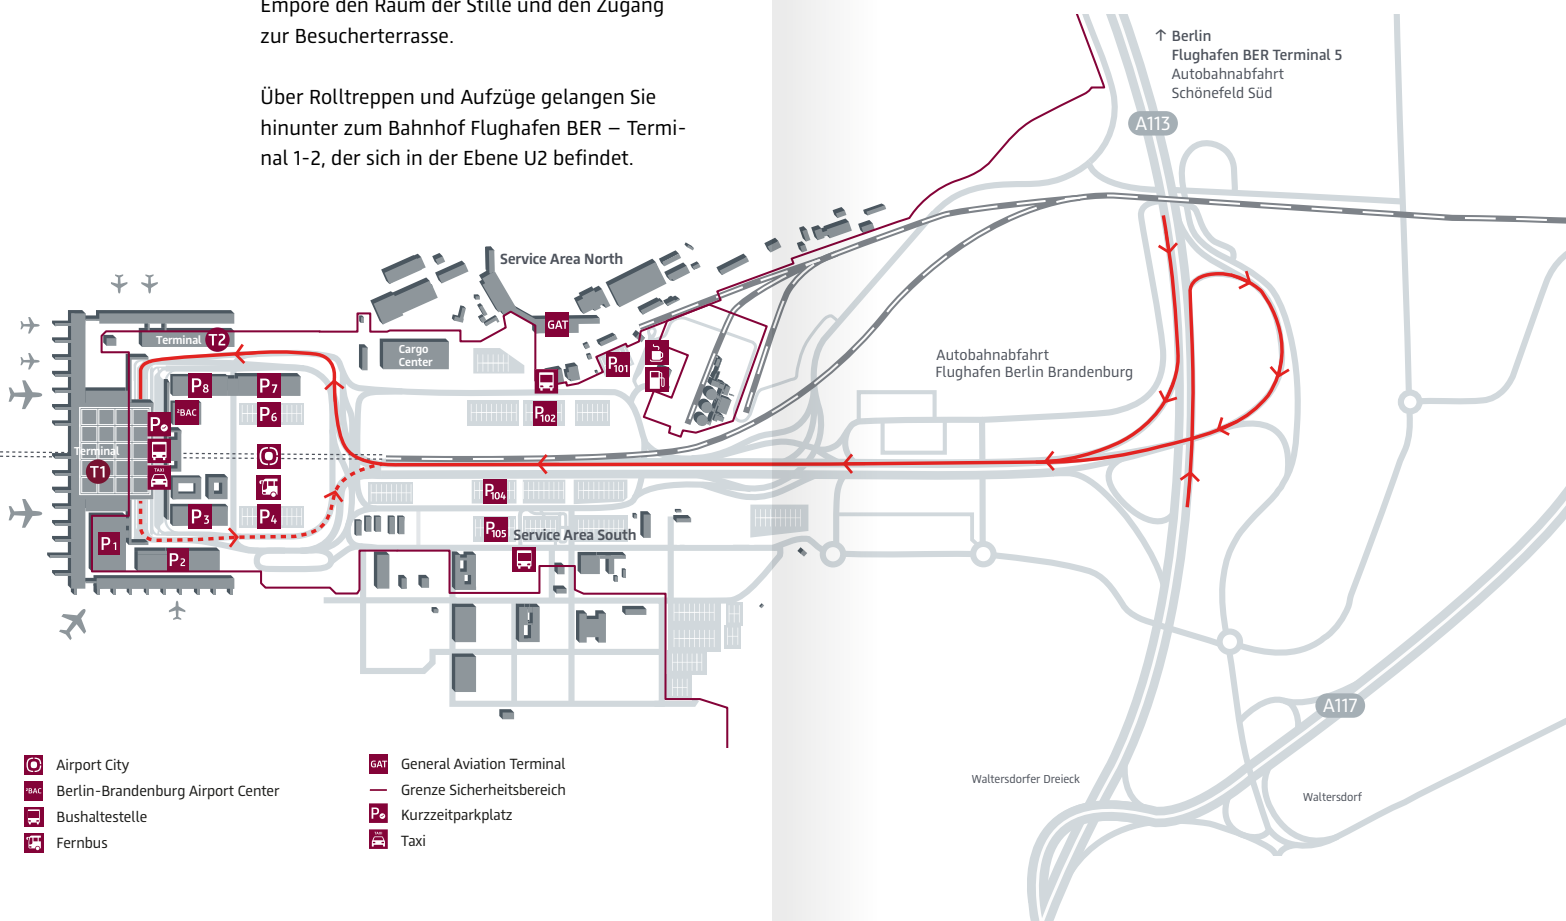 Empore den Raum der Stille und den Zugang
zur Besucherterrasse.
Über Rolltreppen und Aufzüge gelangen Sie
hinunter zum Bahnhof Flughafen BER – Termi-
nal 1-2, der sich in der Ebene U2 befindet.
↑ Berlin
Flughafen BER Terminal 5
Autobahnabfahrt
Schönefeld Süd
A113
Service Area North
GAT
Terminal T2
Cargo
Center
P101
Autobahnabfahrt
Flughafen Berlin Brandenburg
P8
P7
²BAC
P6
P102
P
Terminal
T1
TAXI
P104
P3
P4
P105
Service Area South
P1
P2
A117
Waltersdorfer Dreieck
Waltersdorf
Airport City
²BAC Berlin-Brandenburg Airport Center
Bushaltestelle
Fernbus
GAT General Aviation Terminal
Grenze Sicherheitsbereich
P Kurzzeitparkplatz
TAXI Taxi